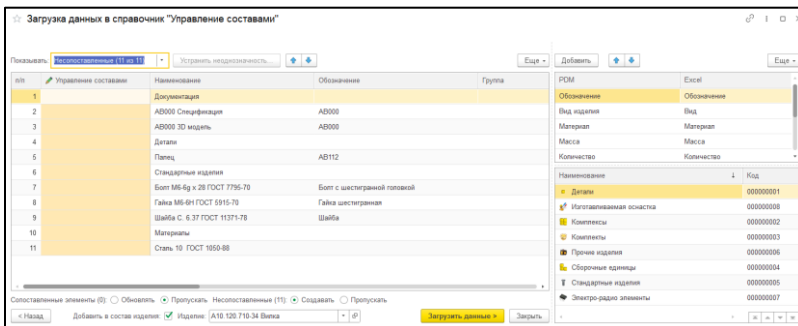 Загрузка данных в справочник "Управление составами"
Показывать: Несопоставленные (11 из 11) Устранить неоднозначность... Еще
Добавить Еще
п/п Управление составами Наименование Обозначение Группа
1 Документация
2 АВ000 Спецификация АВ000
3 АВ000 3D модель АВ000
4 Детали
5 Палец АВ112
6 Стандартные изделия
7 Болт М6-6g х 28 ГОСТ 7795-70 Болт с шестигранной головкой
8 Гайка М6-6Н ГОСТ 5915-70 Гайка шестигранная
9 Шайба С. 6.37 ГОСТ 11371-78 Шайба
10 Материалы
11 Сталь 10 ГОСТ 1050-88
PDM Excel
Обозначение Обозначение
Вид изделия Вид
Материал Материал
Масса Масса
Количество Количество
Наименование Код
Детали 000000001
Изготавливаемая оснастка 000000008
Комплексы 000000002
Комплекты 000000003
Прочие изделия 000000006
Сборочные единицы 000000004
Стандартные изделия 000000005
Электро-радио элементы 000000007
Сопоставленные элементы (0): Обновлять Пропускать Несопоставленные (11): Создавать Пропускать
< Назад Добавить в состав изделия: Изделие: А10.120.710-34 Вилка Загрузить данные > Закрыть